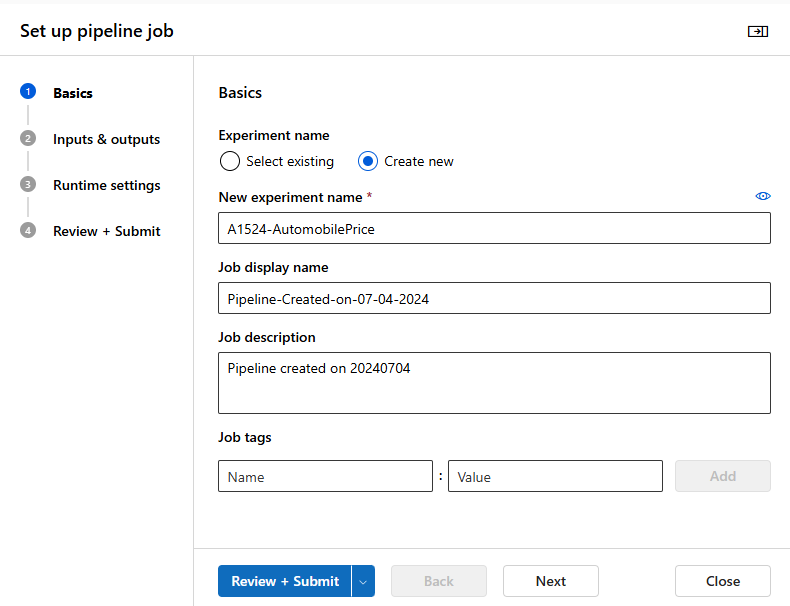 Set up pipeline job
1 Basics
2 Inputs & outputs
3 Runtime settings
4 Review + Submit
Basics
Experiment name
Select existing Create new
New experiment name *
A1524-AutomobilePrice
Job display name
Pipeline-Created-on-07-04-2024
Job description
Pipeline created on 20240704
Job tags
Name : Value Add
Review + Submit Back Next Close